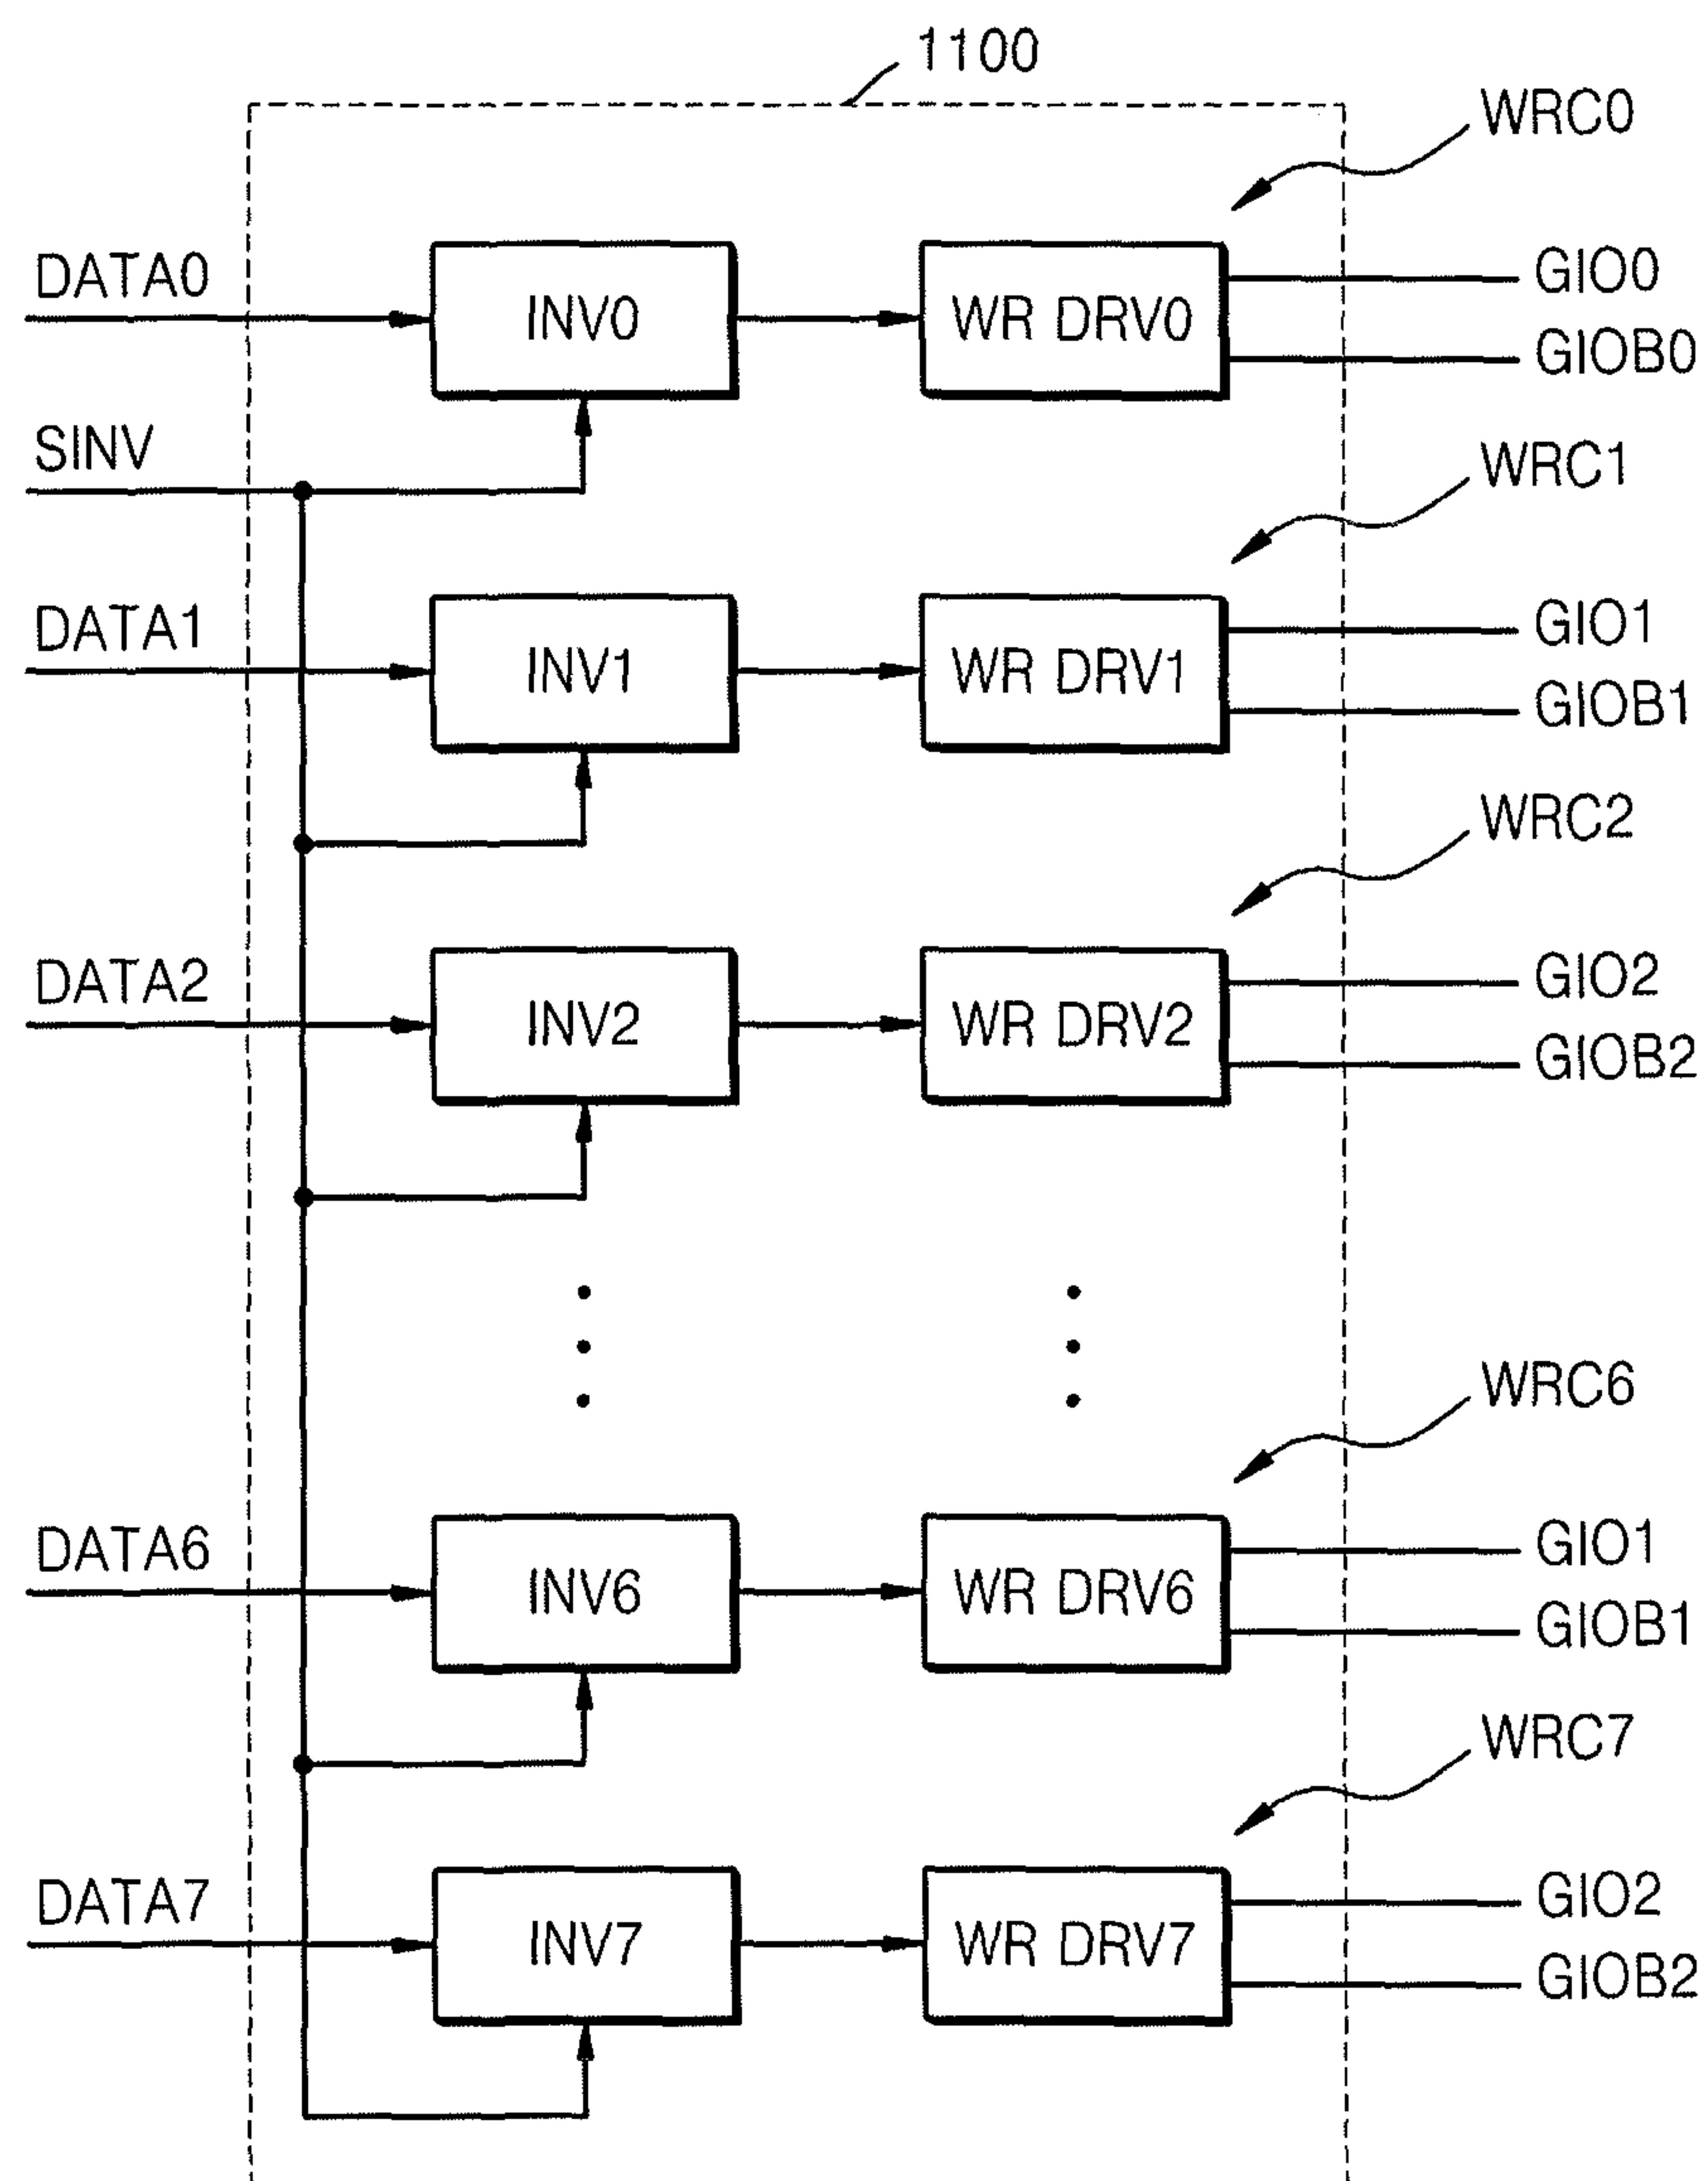 1100
WRC0
DATA0
INV0
WR DRV0
GIO0
GIOB0
SINV
WRC1
DATA1
INV1
WR DRV1
GIO1
GIOB1
WRC2
DATA2
INV2
WR DRV2
GIO2
GIOB2
WRC6
DATA6
INV6
WR DRV6
GIO1
GIOB1
WRC7
DATA7
INV7
WR DRV7
GIO2
GIOB2